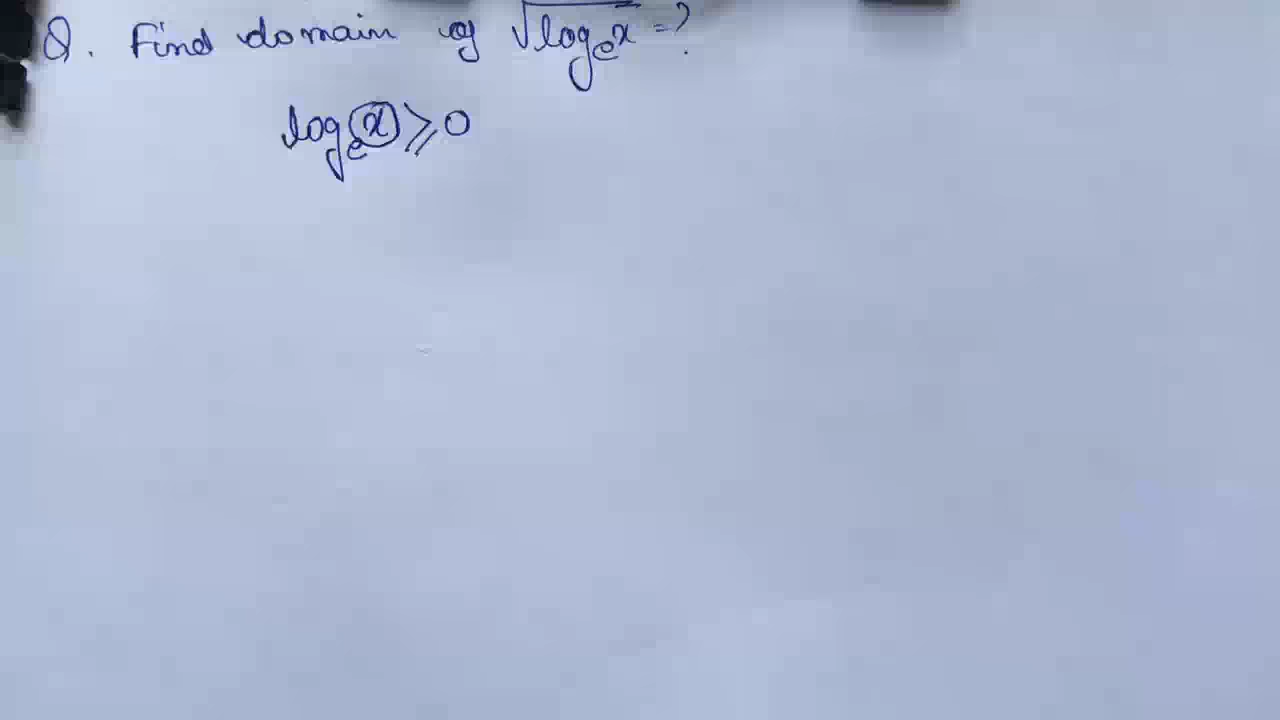 Q. Find domain of √logₑx = ?
logₑ(x) ≥ 0